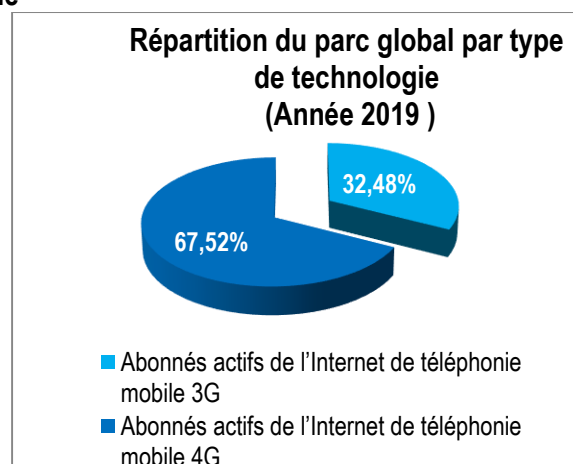 Répartition du parc global par type
de technologie
(Année 2019 )
32,48%
67,52%
Abonnés actifs de l’Internet de téléphonie
mobile 3G
Abonnés actifs de l’Internet de téléphonie
mobile 4G